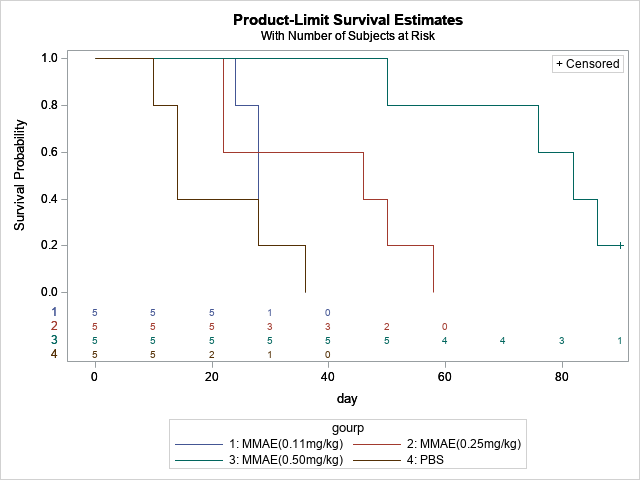 Product-Limit Survival Estimates
With Number of Subjects at Risk
+ Censored
Survival Probability
1.0
0.8
0.6
0.4
0.2
0.0
1 5 5 5 1 0
2 5 5 5 3 3 2 0
3 5 5 5 5 5 5 4 4 3 1
4 5 5 2 1 0
0 20 40 60 80
day
gourp
1: MMAE(0.11mg/kg) 2: MMAE(0.25mg/kg)
3: MMAE(0.50mg/kg) 4: PBS